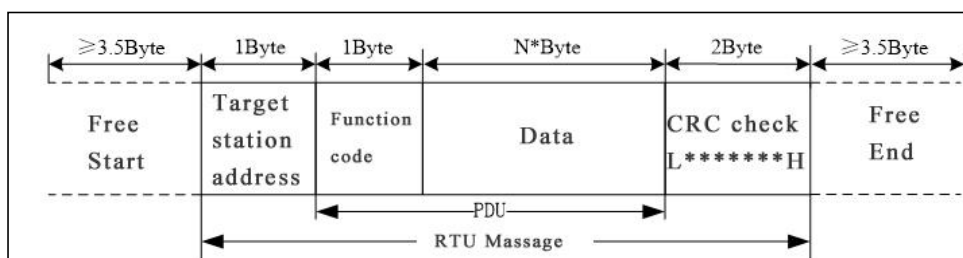 ≥3.5Byte 1Byte 1Byte N*Byte 2Byte ≥3.5Byte
Free
Start
Target
station
address
Function
code
Data
CRC check
L*******H
Free
End
PDU
RTU Massage